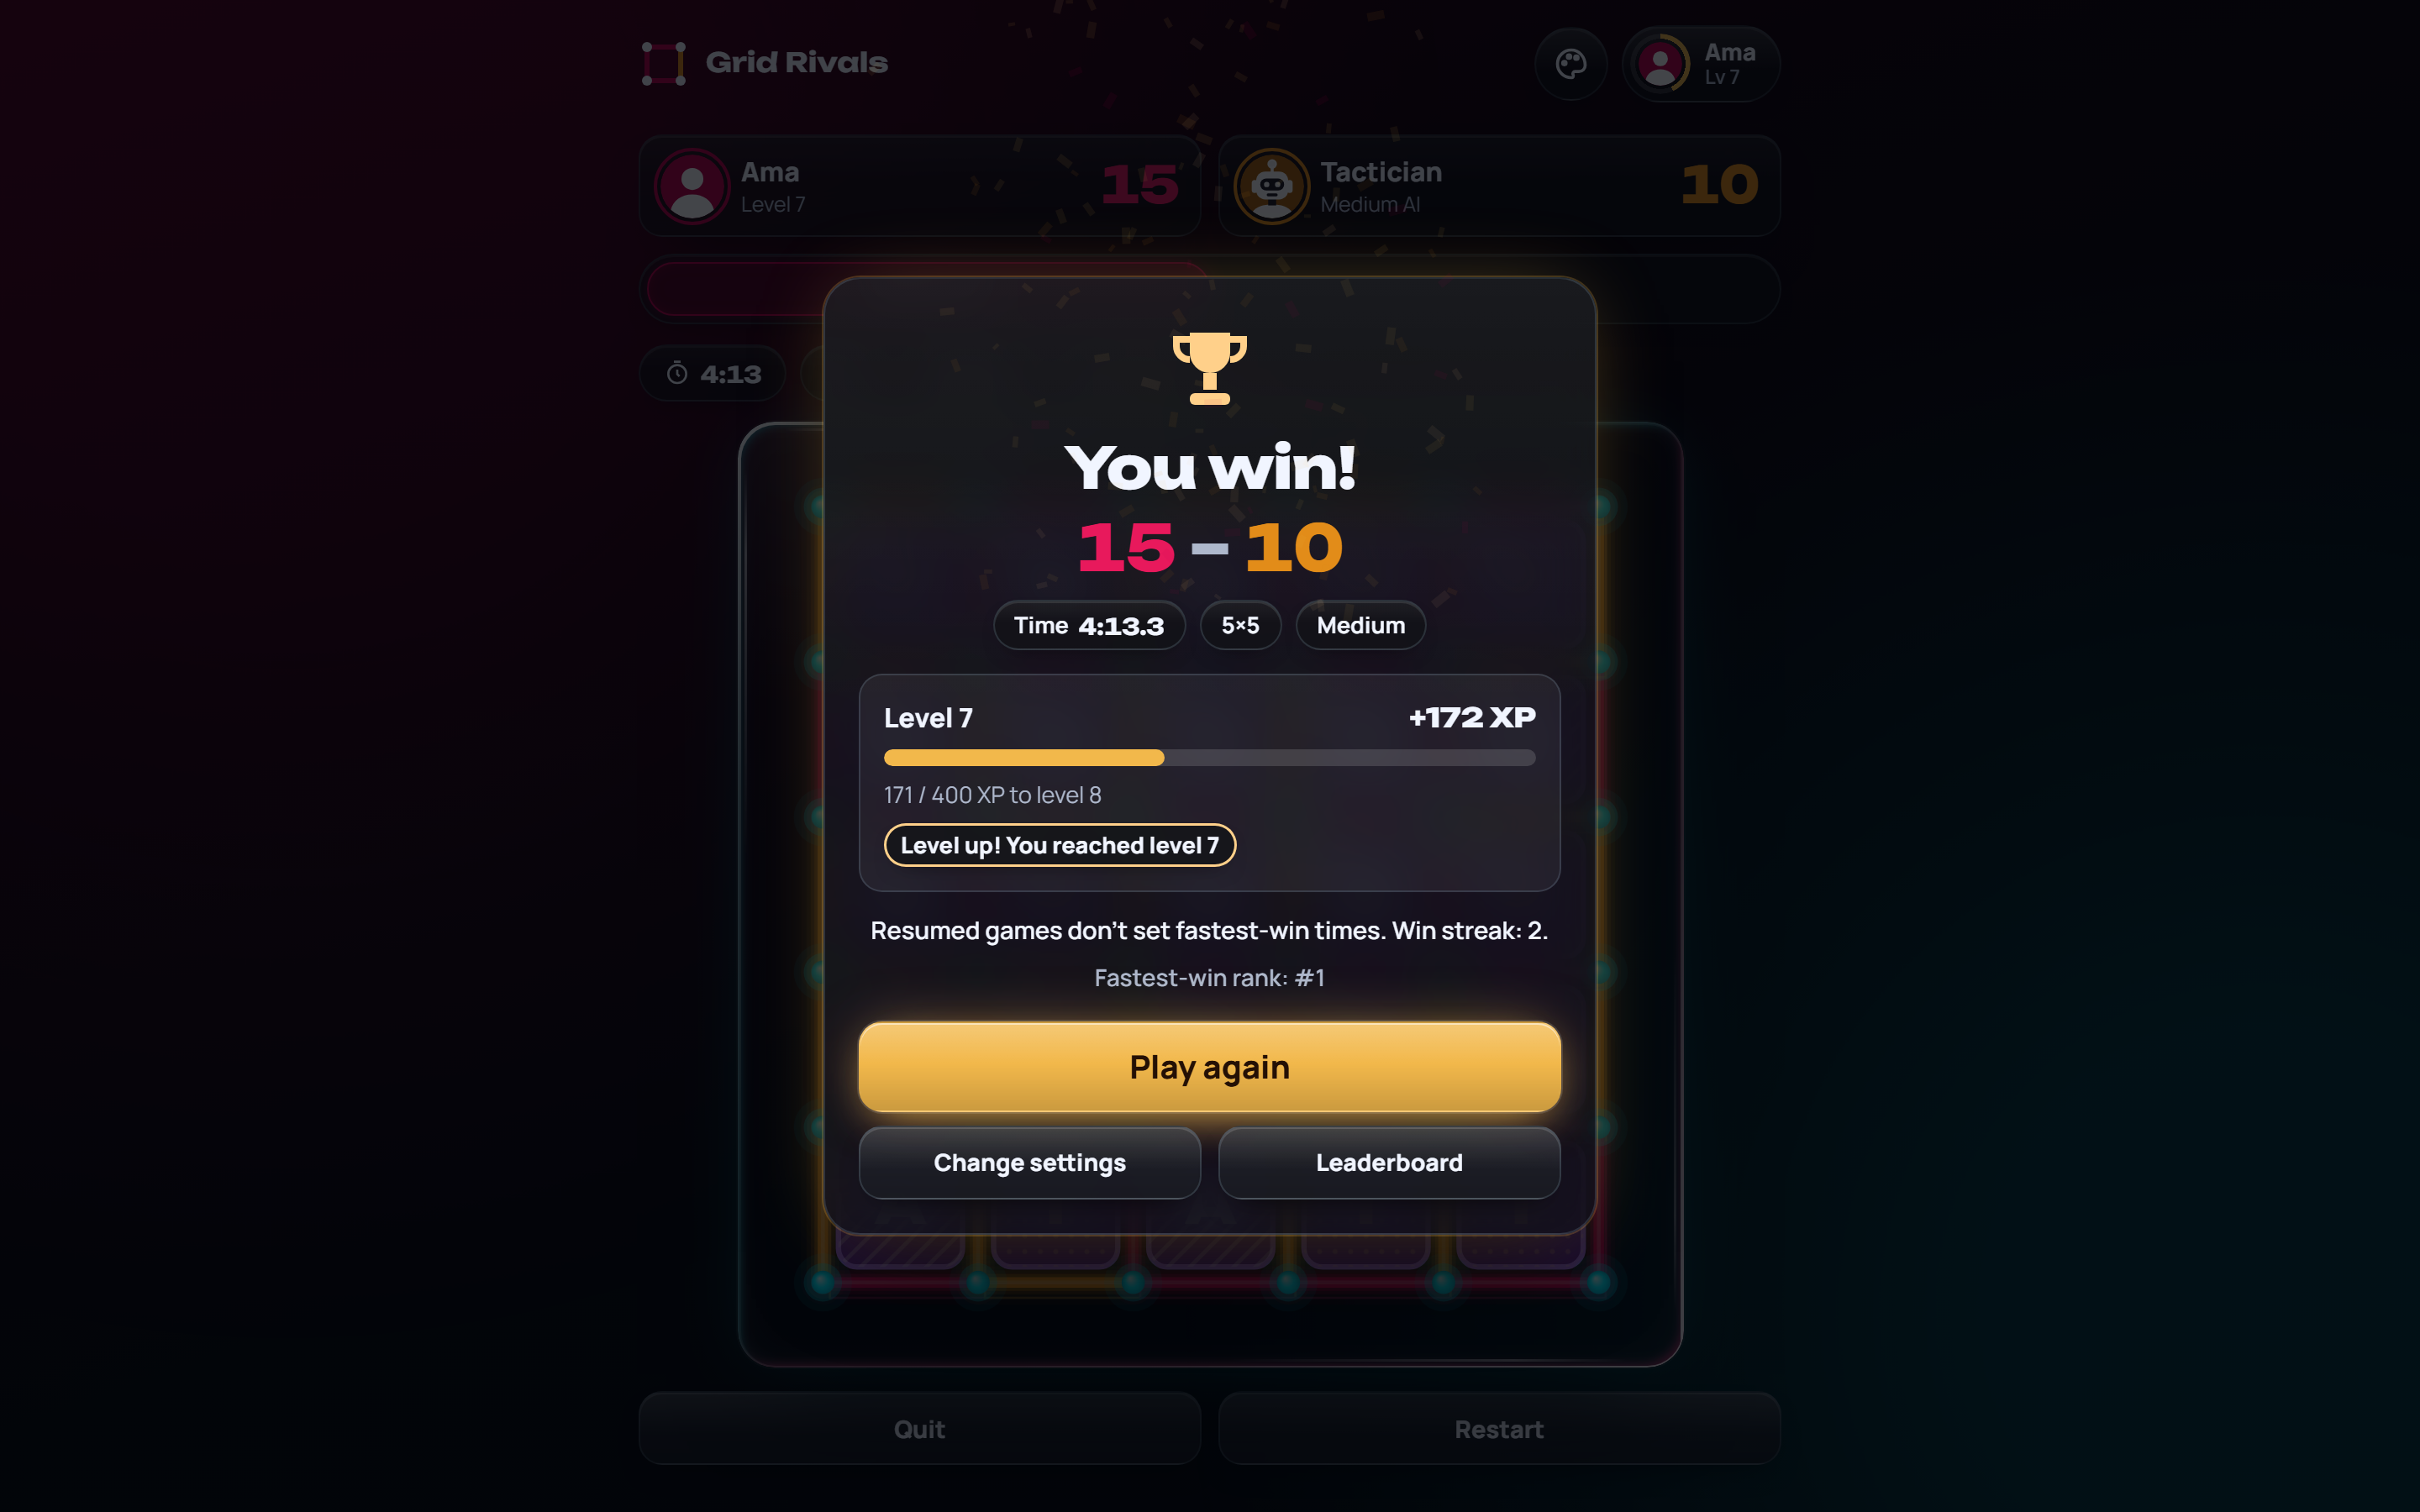 Grid Rivals
Ama
Lv 7
Ama
Level 7
15
Tactician
Medium AI
10
4:13
You win!
15 – 10
Time 4:13.3
5×5
Medium
Level 7
+172 XP
171 / 400 XP to level 8
Level up! You reached level 7
Resumed games don’t set fastest-win times. Win streak: 2.
Fastest-win rank: #1
Play again
Change settings
Leaderboard
Quit
Restart